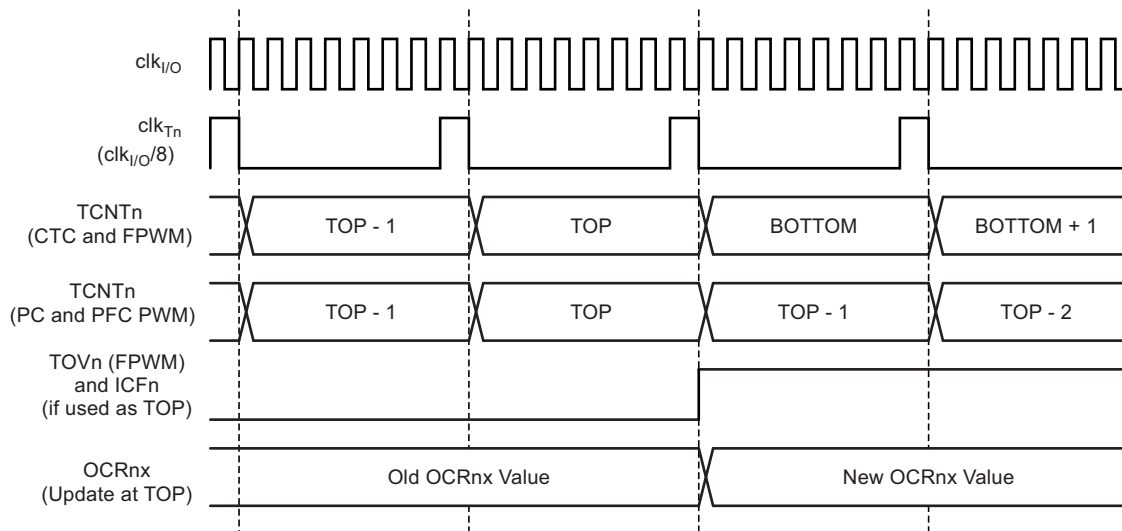 clkI/O
clkTn
(clkI/O/8)
TCNTn
(CTC and FPWM)
TOP - 1
TOP
BOTTOM
BOTTOM + 1
TCNTn
(PC and PFC PWM)
TOP - 1
TOP
TOP - 1
TOP - 2
TOVn (FPWM)
and ICFn
(if used as TOP)
OCRnx
(Update at TOP)
Old OCRnx Value
New OCRnx Value